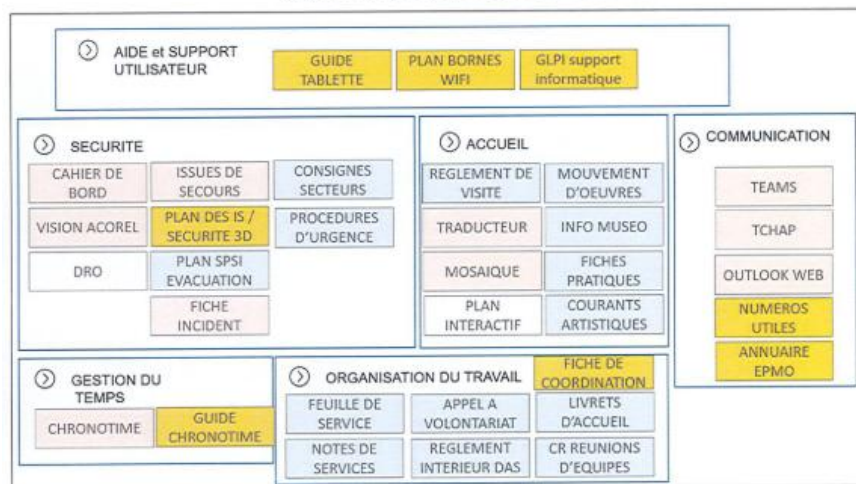 AIDE et SUPPORT
UTILISATEUR
GUIDE
TABLETTE
PLAN BORNES
WIFI
GLPI support
informatique
SECURITE
CAHIER DE
BORD
ISSUES DE
SECOURS
CONSIGNES
SECTEURS
VISION ACOREL
PLAN DES IS /
SECURITE 3D
PROCEDURES
D'URGENCE
DRO
PLAN SPSI
EVACUATION
FICHE
INCIDENT
ACCUEIL
REGLEMENT DE
VISITE
MOUVEMENT
D'OEUVRES
TRADUCTEUR
INFO MUSEO
MOSAIQUE
FICHES
PRATIQUES
PLAN
INTERACTIF
COURANTS
ARTISTIQUES
COMMUNICATION
TEAMS
TCHAP
OUTLOOK WEB
NUMEROS
UTILES
ANNUAIRE
EPMO
GESTION DU
TEMPS
CHRONOTIME
GUIDE
CHRONOTIME
ORGANISATION DU TRAVAIL
FICHE DE
COORDINATION
FEUILLE DE
SERVICE
APPEL A
VOLONTARIAT
LIVRETS
D'ACCUEIL
NOTES DE
SERVICES
REGLEMENT
INTERIEUR DAS
CR REUNIONS
D'EQUIPES